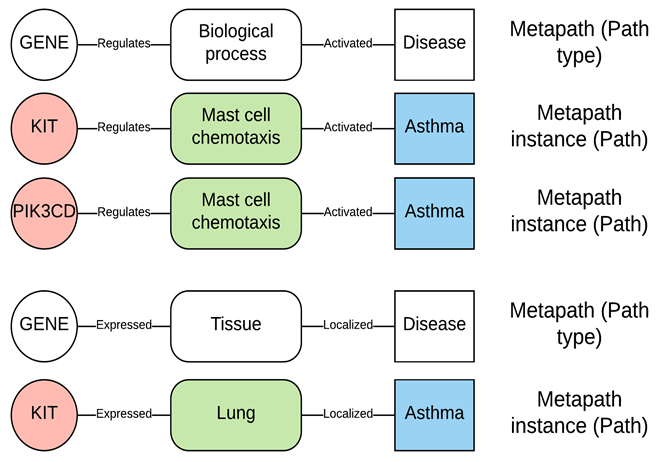 GENE
Regulates
Biological
process
Activated
Disease
Metapath (Path
type)
KIT
Regulates
Mast cell
chemotaxis
Activated
Asthma
Metapath
instance (Path)
PIK3CD
Regulates
Mast cell
chemotaxis
Activated
Asthma
Metapath
instance (Path)
GENE
Expressed
Tissue
Localized
Disease
Metapath (Path
type)
KIT
Expressed
Lung
Localized
Asthma
Metapath
instance (Path)